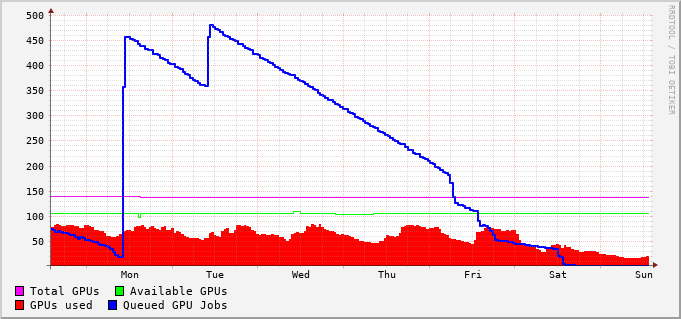 500
450
400
350
300
250
200
150
100
50
Mon Tue Wed Thu Fri Sat Sun
Total GPUs Available GPUs
GPUs used Queued GPU Jobs
RRDTOOL / TOBI OETIKER